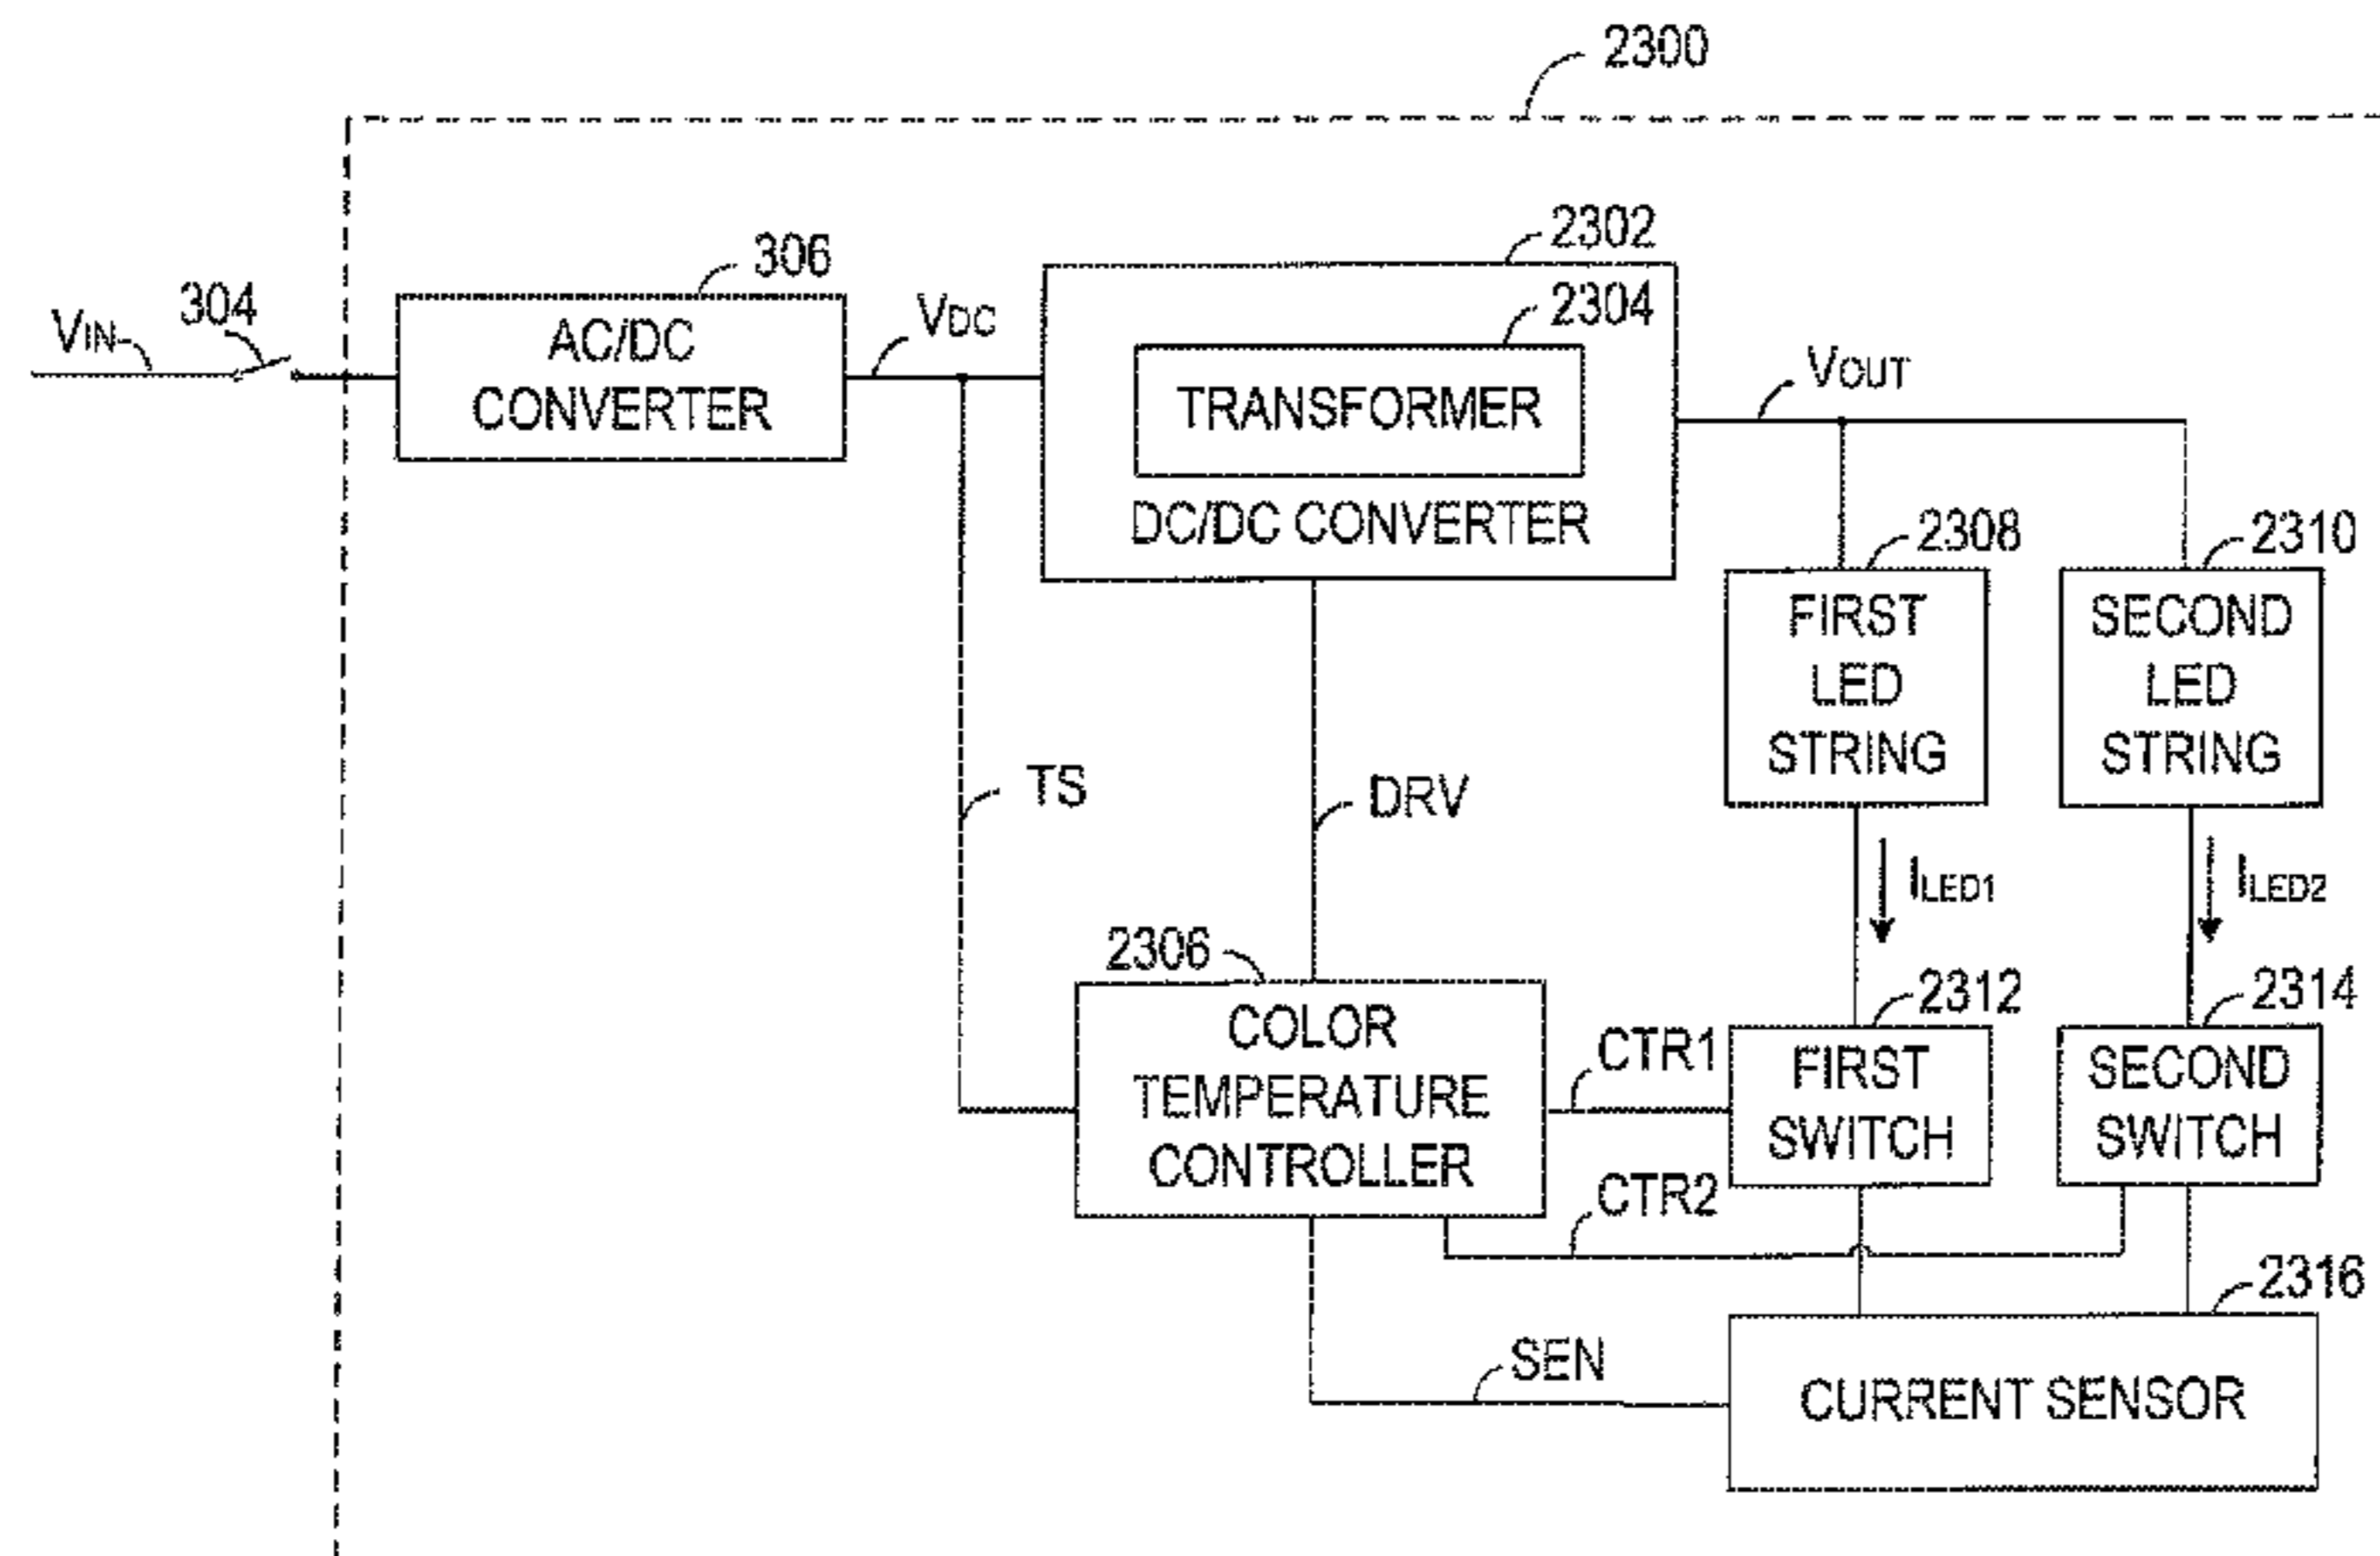 2300
2302
306
2304
304
VIN
VDC
AC/DC
CONVERTER
TRANSFORMER
DC/DC CONVERTER
VOUT
2308
2310
FIRST
LED
STRING
SECOND
LED
STRING
TS
DRV
ILED1
ILED2
2306
2312
2314
COLOR
TEMPERATURE
CONTROLLER
CTR1
FIRST
SWITCH
SECOND
SWITCH
CTR2
2316
SEN
CURRENT SENSOR